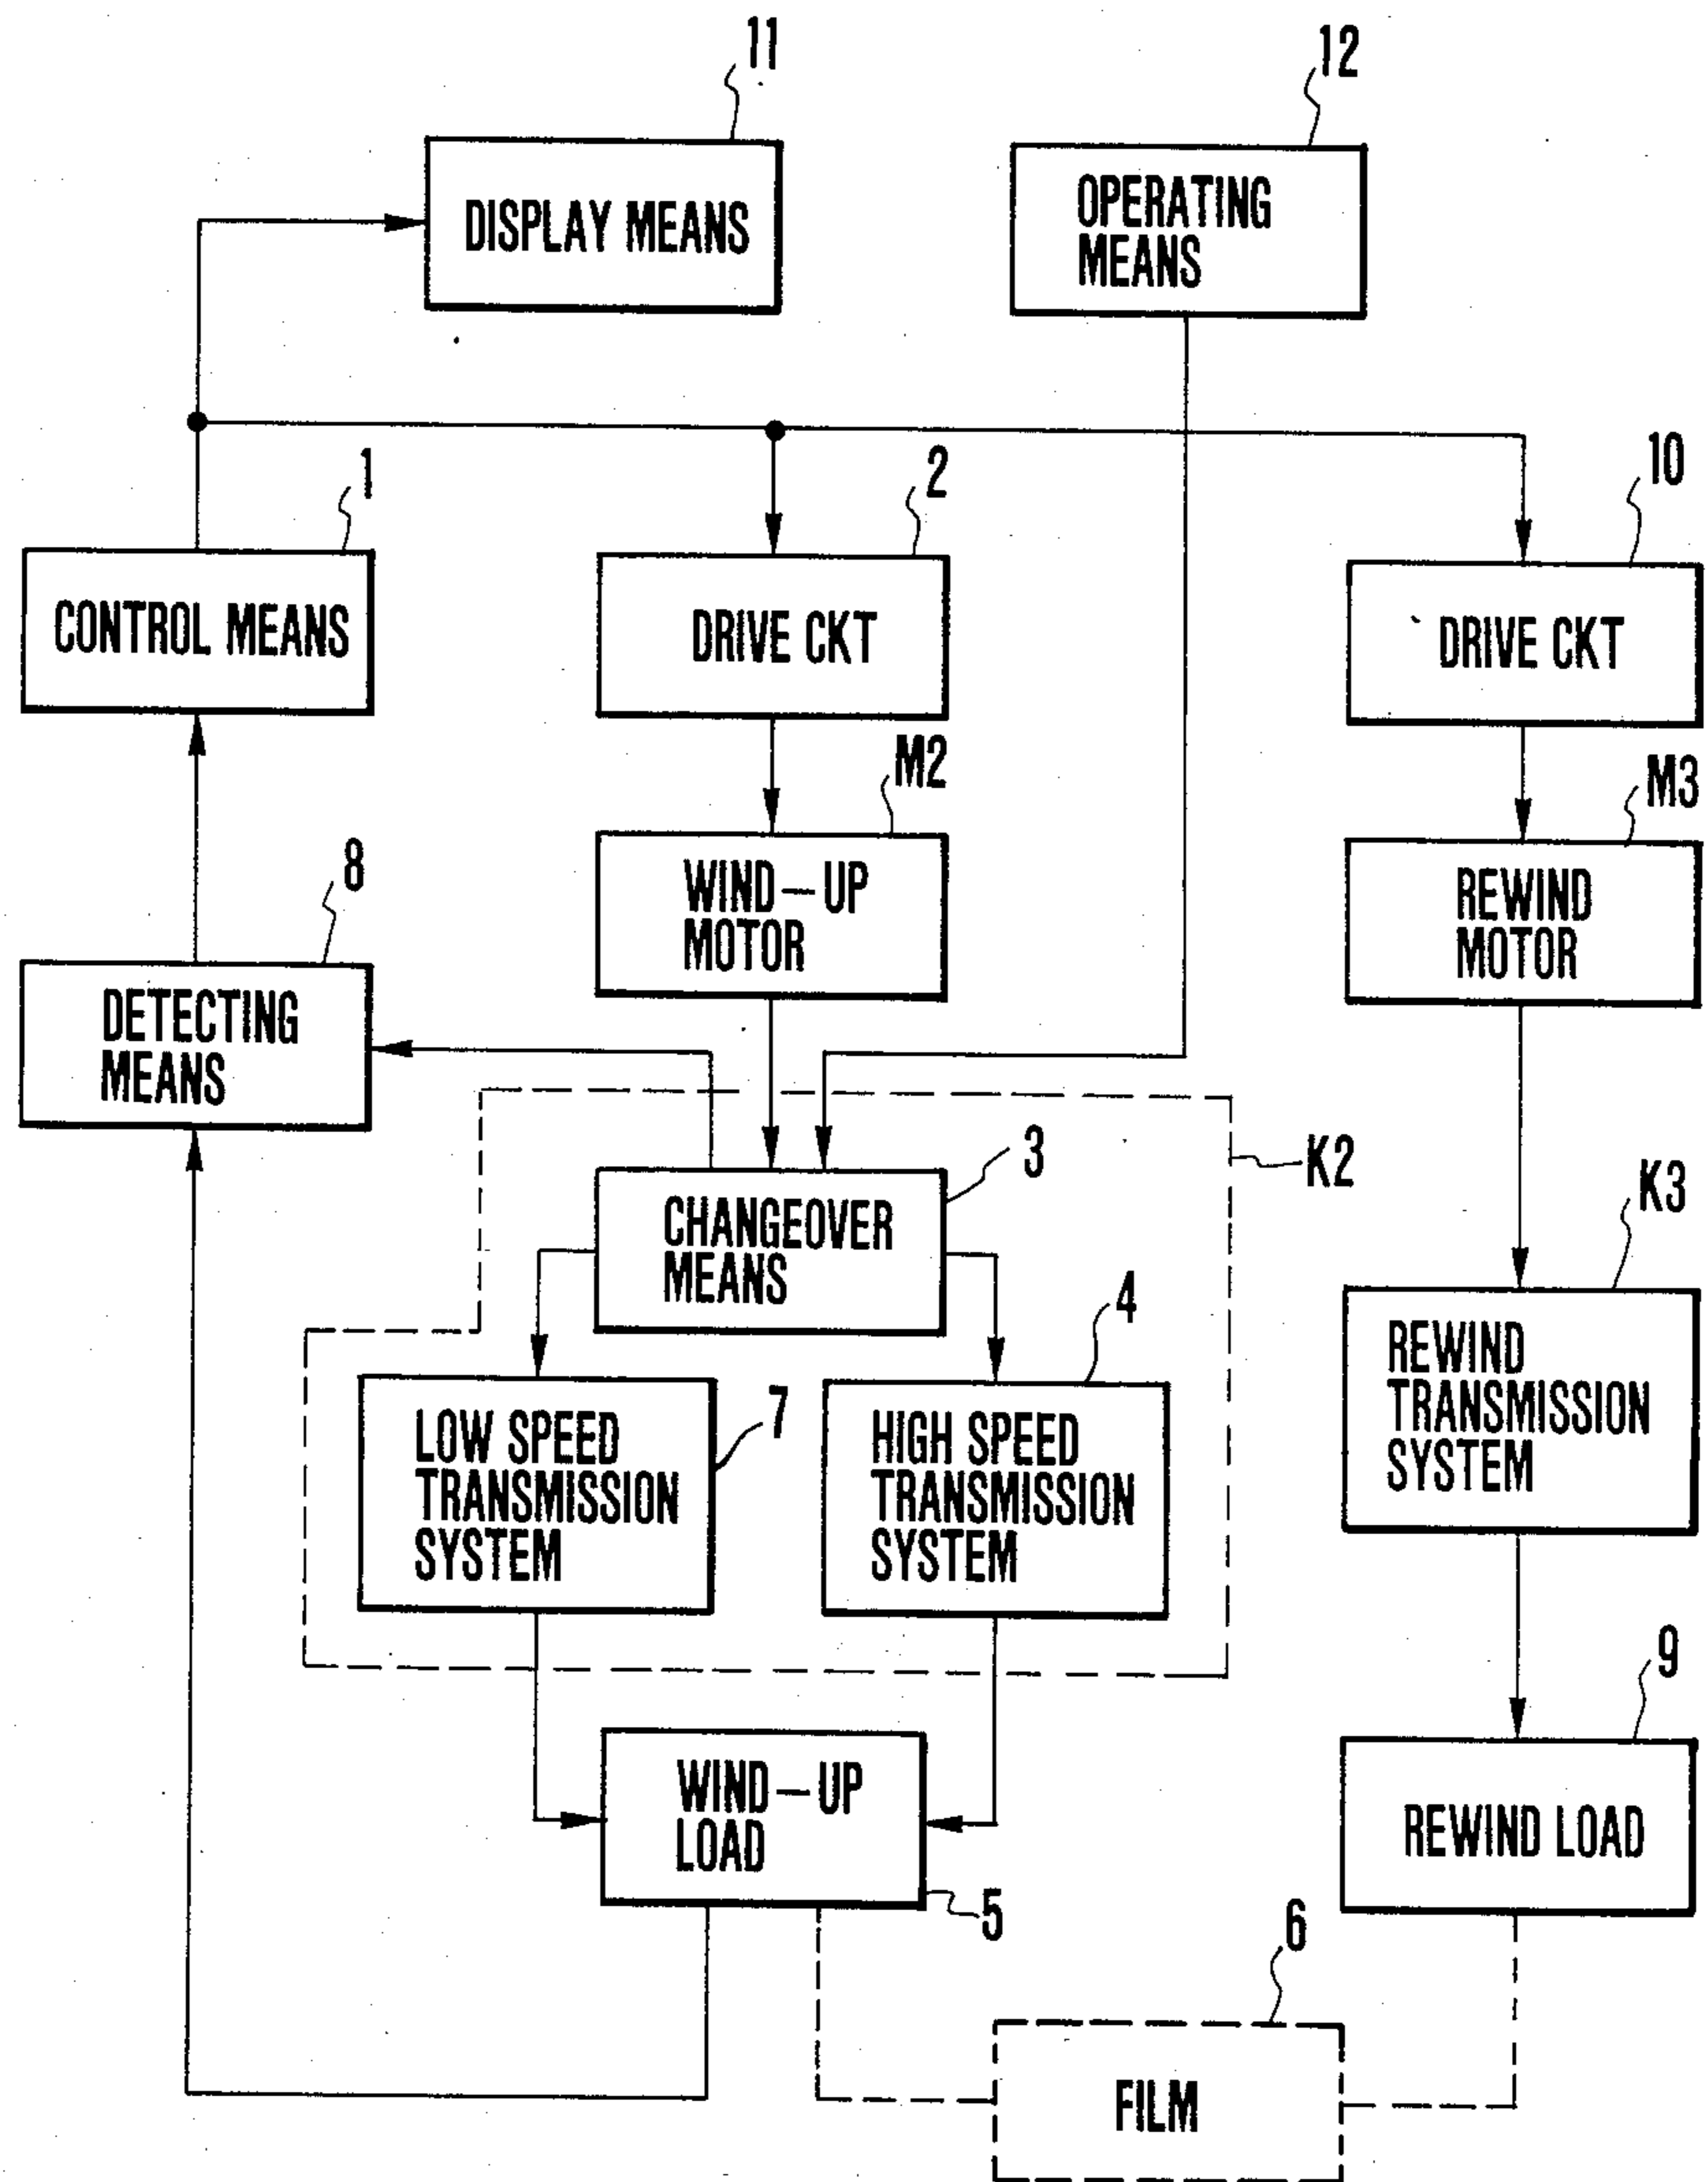 11
12
DISPLAY MEANS
OPERATING
MEANS
1
2
10
CONTROL MEANS
DRIVE CKT
DRIVE CKT
M2
M3
8
WIND-UP
MOTOR
REWIND
MOTOR
DETECTING
MEANS
3
K2
K3
CHANGEOVER
MEANS
4
7
LOW SPEED
TRANSMISSION
SYSTEM
HIGH SPEED
TRANSMISSION
SYSTEM
REWIND
TRANSMISSION
SYSTEM
9
WIND-UP
LOAD
REWIND LOAD
5
6
FILM